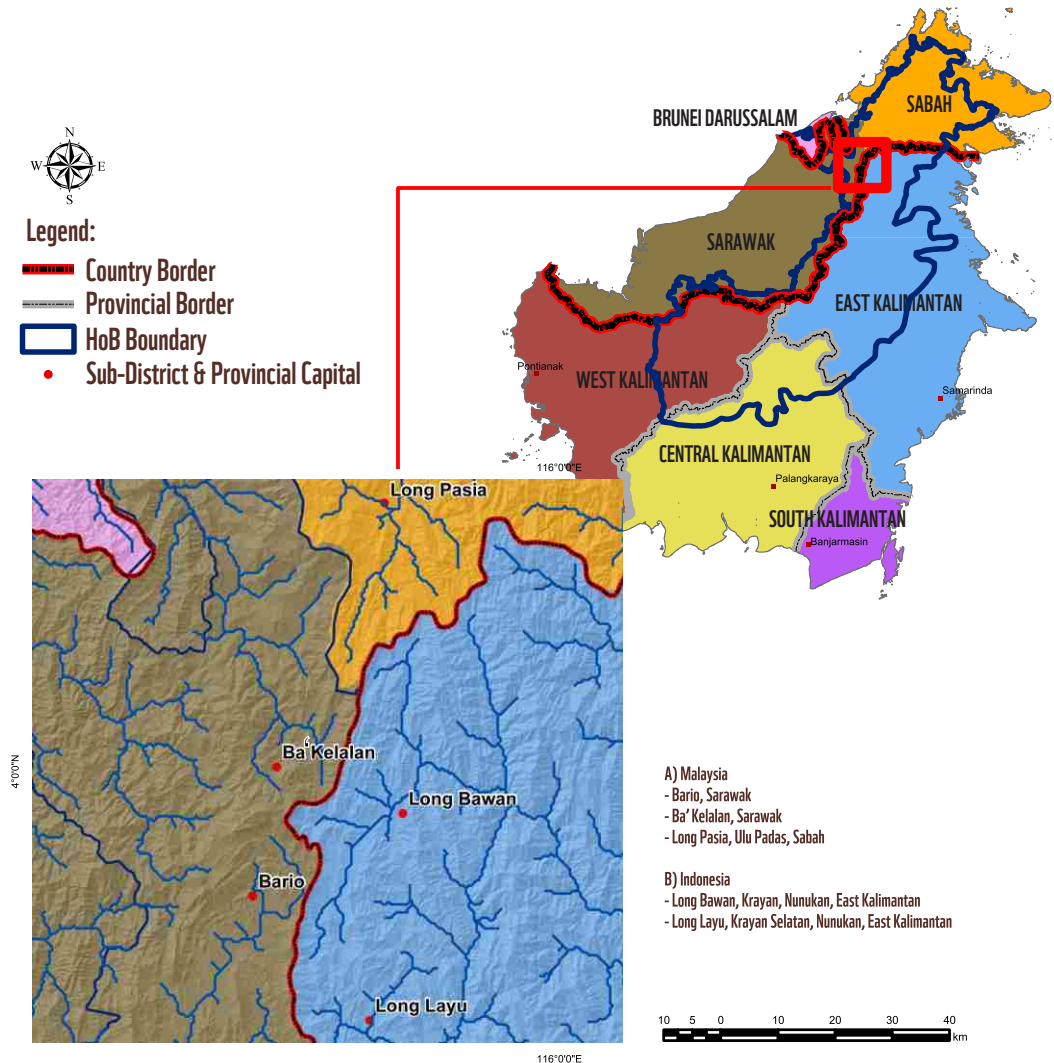 BRUNEI DARUSSALAM
SABAH
N
W
E
S
Legend:
Country Border
Provincial Border
HoB Boundary
Sub-District & Provincial Capital
SARAWAK
EAST KALIMANTAN
Pontianak
WEST KALIMANTAN
Samarinda
CENTRAL KALIMANTAN
116°0'0"E
Palangkaraya
SOUTH KALIMANTAN
Banjarmasin
Long Pasia
Ba'Kelalan
4°0'0"N
Long Bawan
Bario
Long Layu
A) Malaysia
- Bario, Sarawak
- Ba' Kelalan, Sarawak
- Long Pasia, Ulu Padas, Sabah
B) Indonesia
- Long Bawan, Krayan, Nunukan, East Kalimantan
- Long Layu, Krayan Selatan, Nunukan, East Kalimantan
10 5 0 10 20 30 40
km
116°0'0"E